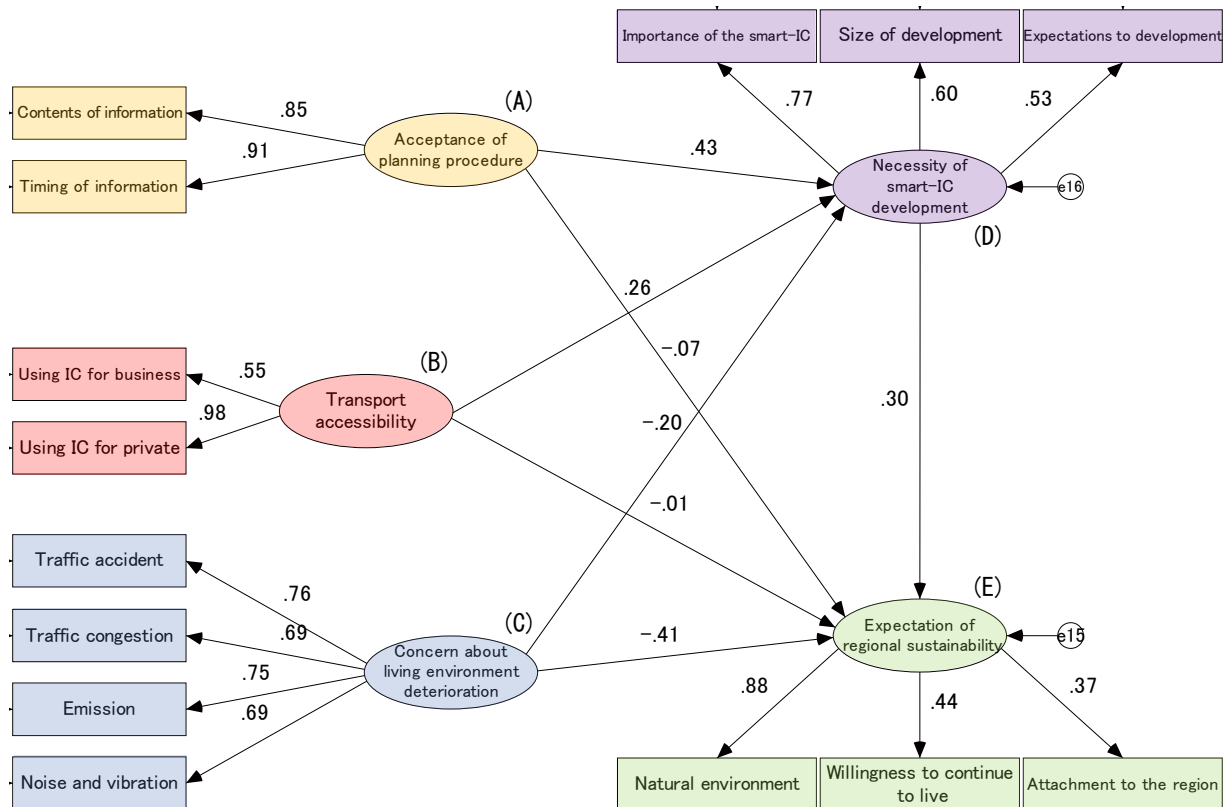 Importance of the smart-IC
Size of development
Expectations to development
.77
.60
.53
Contents of information
Timing of information
.85
.91
(A)
Acceptance of
planning procedure
.43
Necessity of
smart-IC
development
e16
(D)
.26
-.07
-.20
.30
-.01
Using IC for business
Using IC for private
.55
.98
(B)
Transport
accessibility
Traffic accident
Traffic congestion
Emission
Noise and vibration
.76
.69
.75
.69
(C)
Concern about
living environment
deterioration
-.41
(E)
Expectation of
regional sustainability
e15
.88
.44
.37
Natural environment
Willingness to continue
to live
Attachment to the region